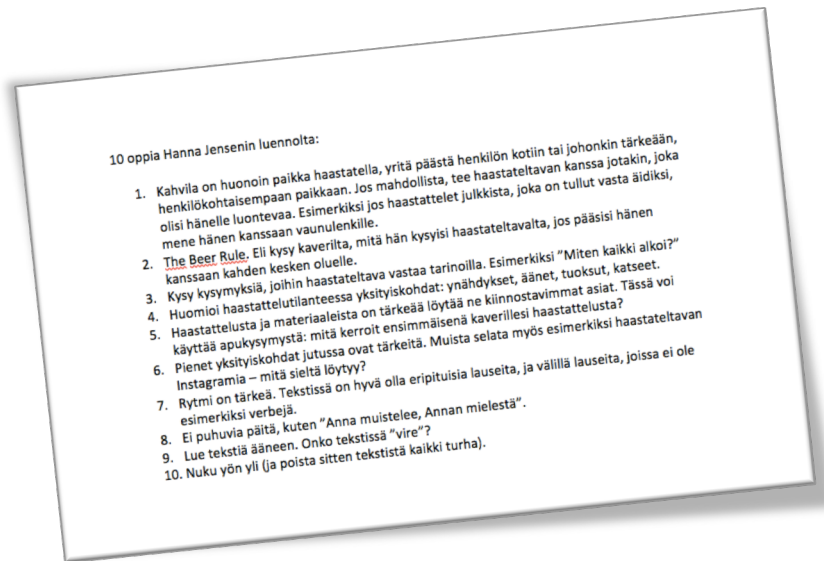 10 oppia Hanna Jensenin luennolta:
1. Kahvila on huonoin paikka haastatella, yritä päästä henkilön kotiin tai johonkin tärkeään,
henkilökohtaisempaan paikkaan. Jos mahdollista, tee haastateltavan kanssa jotakin, joka
olisi hänelle luontevaa. Esimerkiksi jos haastattelet julkkista, joka on tullut vasta äidiksi,
mene hänen kanssaan vaunulenkille.
2. The Beer Rule. Eli kysy kaverilta, mitä hän kysyisi haastateltavalta, jos pääsisi hänen
kanssaan kahden kesken oluelle.
3. Kysy kysymyksiä, joihin haastateltava vastaa tarinoilla. Esimerkiksi "Miten kaikki alkoi?"
4. Huomioi haastattelutilanteessa yksityiskohdat: ynähdykset, äänet, tuoksut, katseet.
5. Haastattelusta ja materiaaleista on tärkeää löytää ne kiinnostavimmat asiat. Tässä voi
käyttää apukysymystä: mitä kerroit ensimmäisenä kaverillesi haastattelusta?
6. Pienet yksityiskohdat jutussa ovat tärkeitä. Muista selata myös esimerkiksi haastateltavan
Instagramia – mitä sieltä löytyy?
7. Rytmi on tärkeä. Tekstissä on hyvä olla eripituisia lauseita, ja välillä lauseita, joissa ei ole
esimerkiksi verbejä.
8. Ei puhuvia päitä, kuten "Anna muistelee, Annan mielestä".
9. Lue tekstiä ääneen. Onko tekstissä "vire"?
10. Nuku yön yli (ja poista sitten tekstistä kaikki turha).